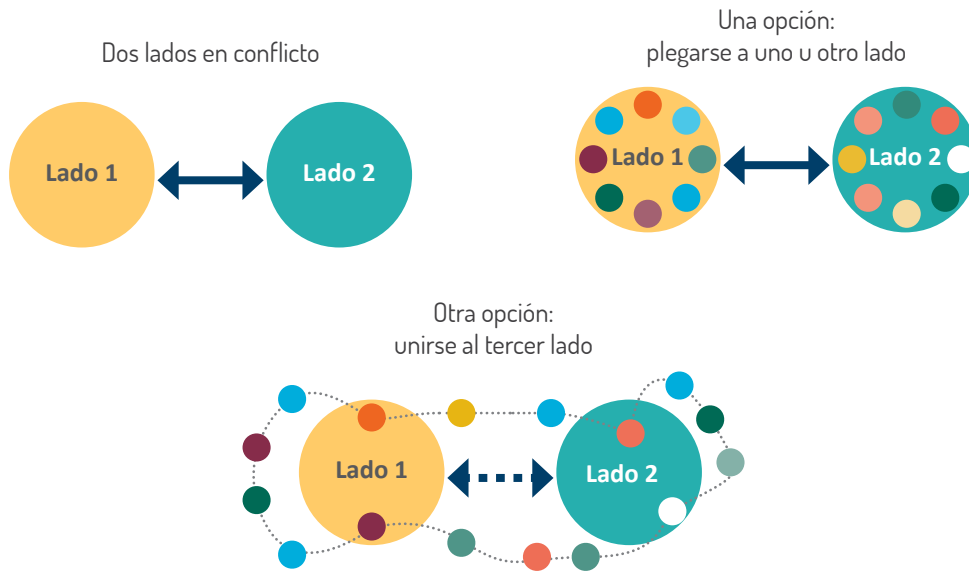 Dos lados en conflicto
Lado 1
Lado 2
Una opción:
plegarse a uno u otro lado
Lado 1
Lado 2
Otra opción:
unirse al tercer lado
Lado 1
Lado 2